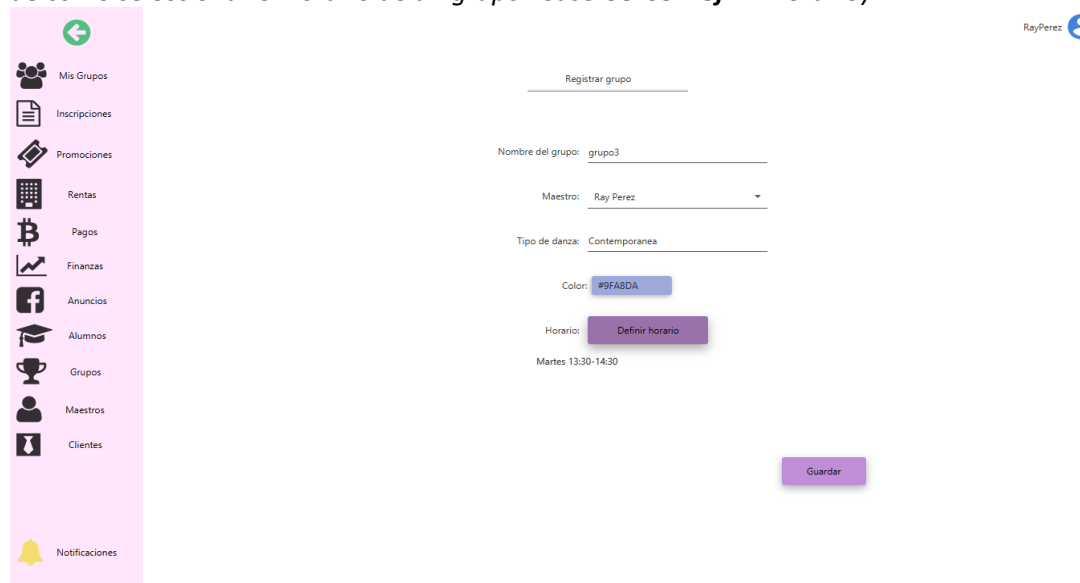 RayPerez
Mis Grupos
Inscripciones
Promociones
Rentas
Pagos
Finanzas
Anuncios
Alumnos
Grupos
Maestros
Clientes
Notificaciones
Registrar grupo
Nombre del grupo: grupo3
Maestro: Ray Perez
Tipo de danza: Contemporanea
Color: #9FA8DA
Horario: Definir horario
Martes 13:30-14:30
Guardar